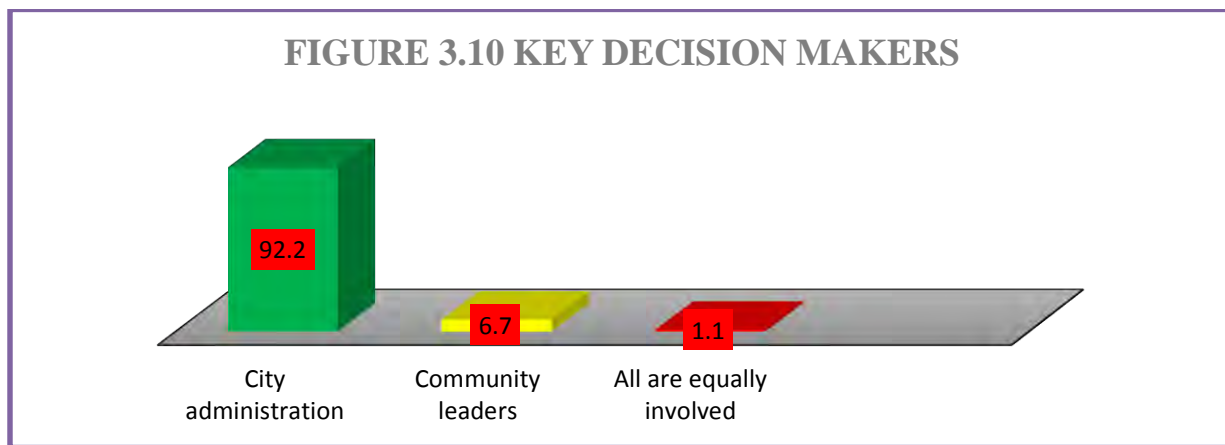 FIGURE 3.10 KEY DECISION MAKERS
92.2
6.7
1.1
City
administration
Community
leaders
All are equally
involved